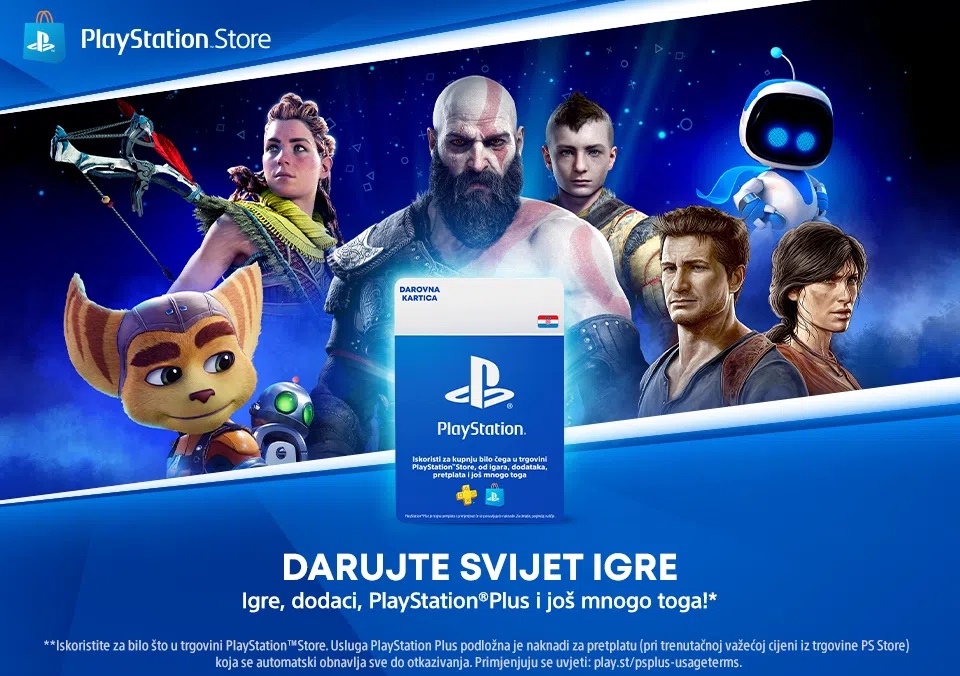 PlayStation®Store
DAROVNA
KARTICA
PlayStation®
Iskoristi za kupnju bilo čega u trgovini
PlayStation™Store, od igara, dodataka,
pretplata i još mnogo toga
DARUJTE SVIJET IGRE
Igre, dodaci, PlayStation®Plus i još mnogo toga!*
**Iskoristite za bilo što u trgovini PlayStation™Store. Usluga PlayStation Plus podložna je naknadi za pretplatu (pri trenutačnoj važećoj cijeni iz trgovine PS Store)
koja se automatski obnavlja sve do otkazivanja. Primjenjuju se uvjeti: play.st/psplus-usageterms.